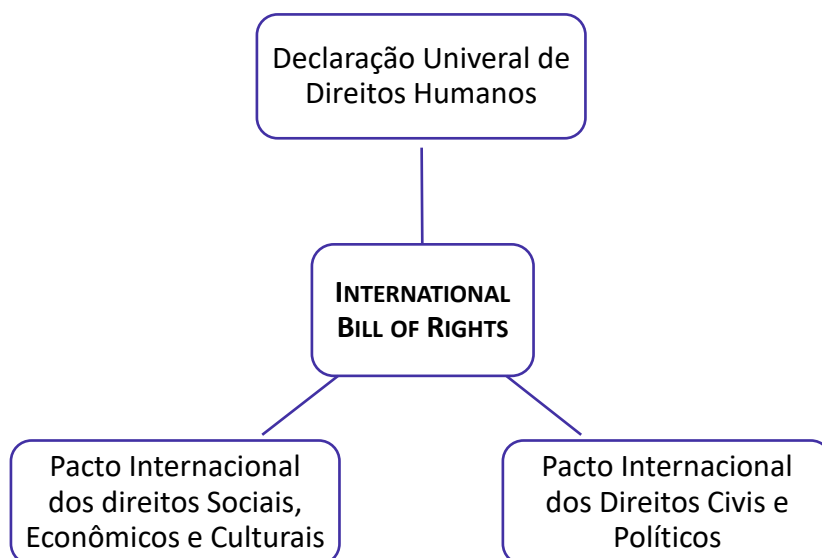 Declaração Univeral de
Direitos Humanos
INTERNATIONAL
BILL OF RIGHTS
Pacto Internacional
dos direitos Sociais,
Econômicos e Culturais
Pacto Internacional
dos Direitos Civis e
Políticos